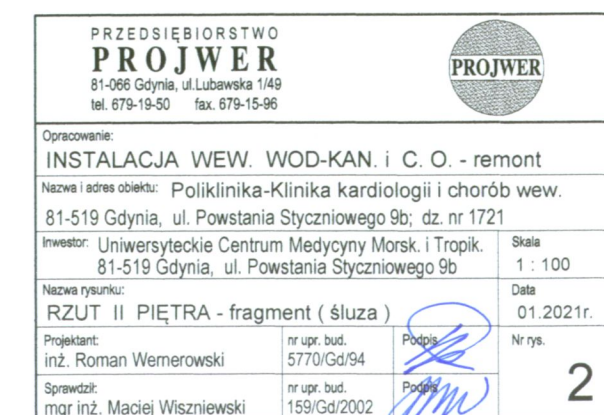 PRZEDSIĘBIORSTWO
PROJWER
81-066 Gdynia, ul.Lubawska 1/49
tel. 679-19-50 fax. 679-15-96
PROJWER
Opracowanie:
INSTALACJA WEW. WOD-KAN. i C. O. - remont
Nazwa i adres obiektu: Poliklinika-Klinika kardiologii i chorób wew.
81-519 Gdynia, ul. Powstania Styczniowego 9b; dz. nr 1721
Inwestor: Uniwersyteckie Centrum Medycyny Morsk. i Tropik.
81-519 Gdynia, ul. Powstania Styczniowego 9b
Skala
1 : 100
Nazwa rysunku:
RZUT II PIĘTRA - fragment ( śluza )
Data
01.2021r.
Projektant:
inż. Roman Wernerowski
nr upr. bud.
5770/Gd/94
Podpis
Nr rys.
2
Sprawdził:
mgr inż. Maciej Wiszniewski
nr upr. bud.
159/Gd/2002
Podpis